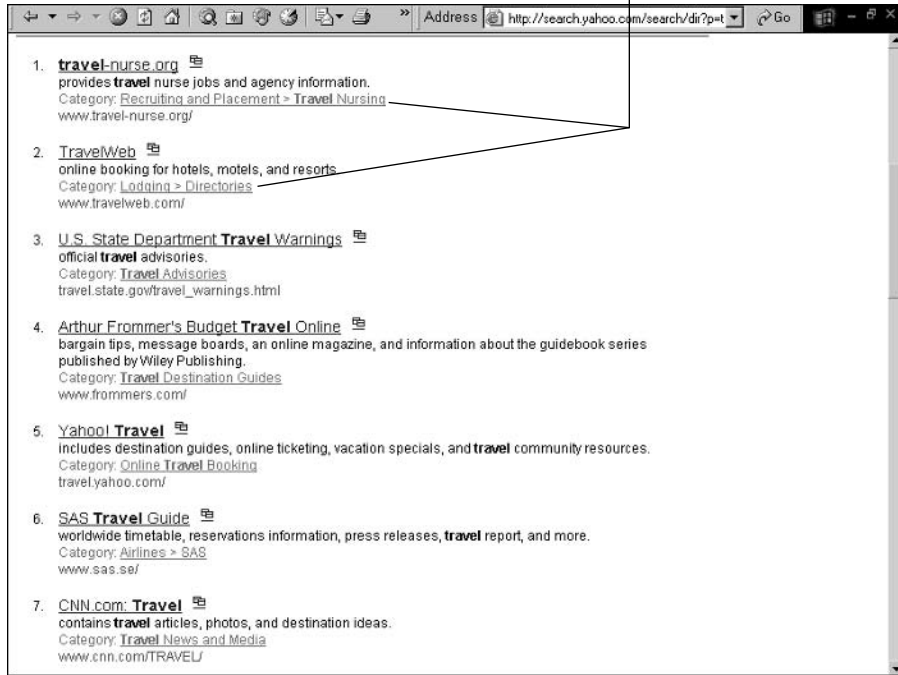 » Address http://search.yahoo.com/search/dir?p=t Go
1. travel-nurse.org
provides travel nurse jobs and agency information.
Category: Recruiting and Placement > Travel Nursing
www.travel-nurse.org/
2. TravelWeb
online booking for hotels, motels, and resorts.
Category: Lodging > Directories
www.travelweb.com/
3. U.S. State Department Travel Warnings
official travel advisories.
Category: Travel Advisories
travel.state.gov/travel_warnings.html
4. Arthur Frommer's Budget Travel Online
bargain tips, message boards, an online magazine, and information about the guidebook series
published by Wiley Publishing.
Category: Travel Destination Guides
www.frommers.com/
5. Yahoo! Travel
includes destination guides, online ticketing, vacation specials, and travel community resources.
Category: Online Travel Booking
travel.yahoo.com/
6. SAS Travel Guide
worldwide timetable, reservations information, press releases, travel report, and more.
Category: Airlines > SAS
www.sas.se/
7. CNN.com: Travel
contains travel articles, photos, and destination ideas.
Category: Travel News and Media
www.cnn.com/TRAVEL/